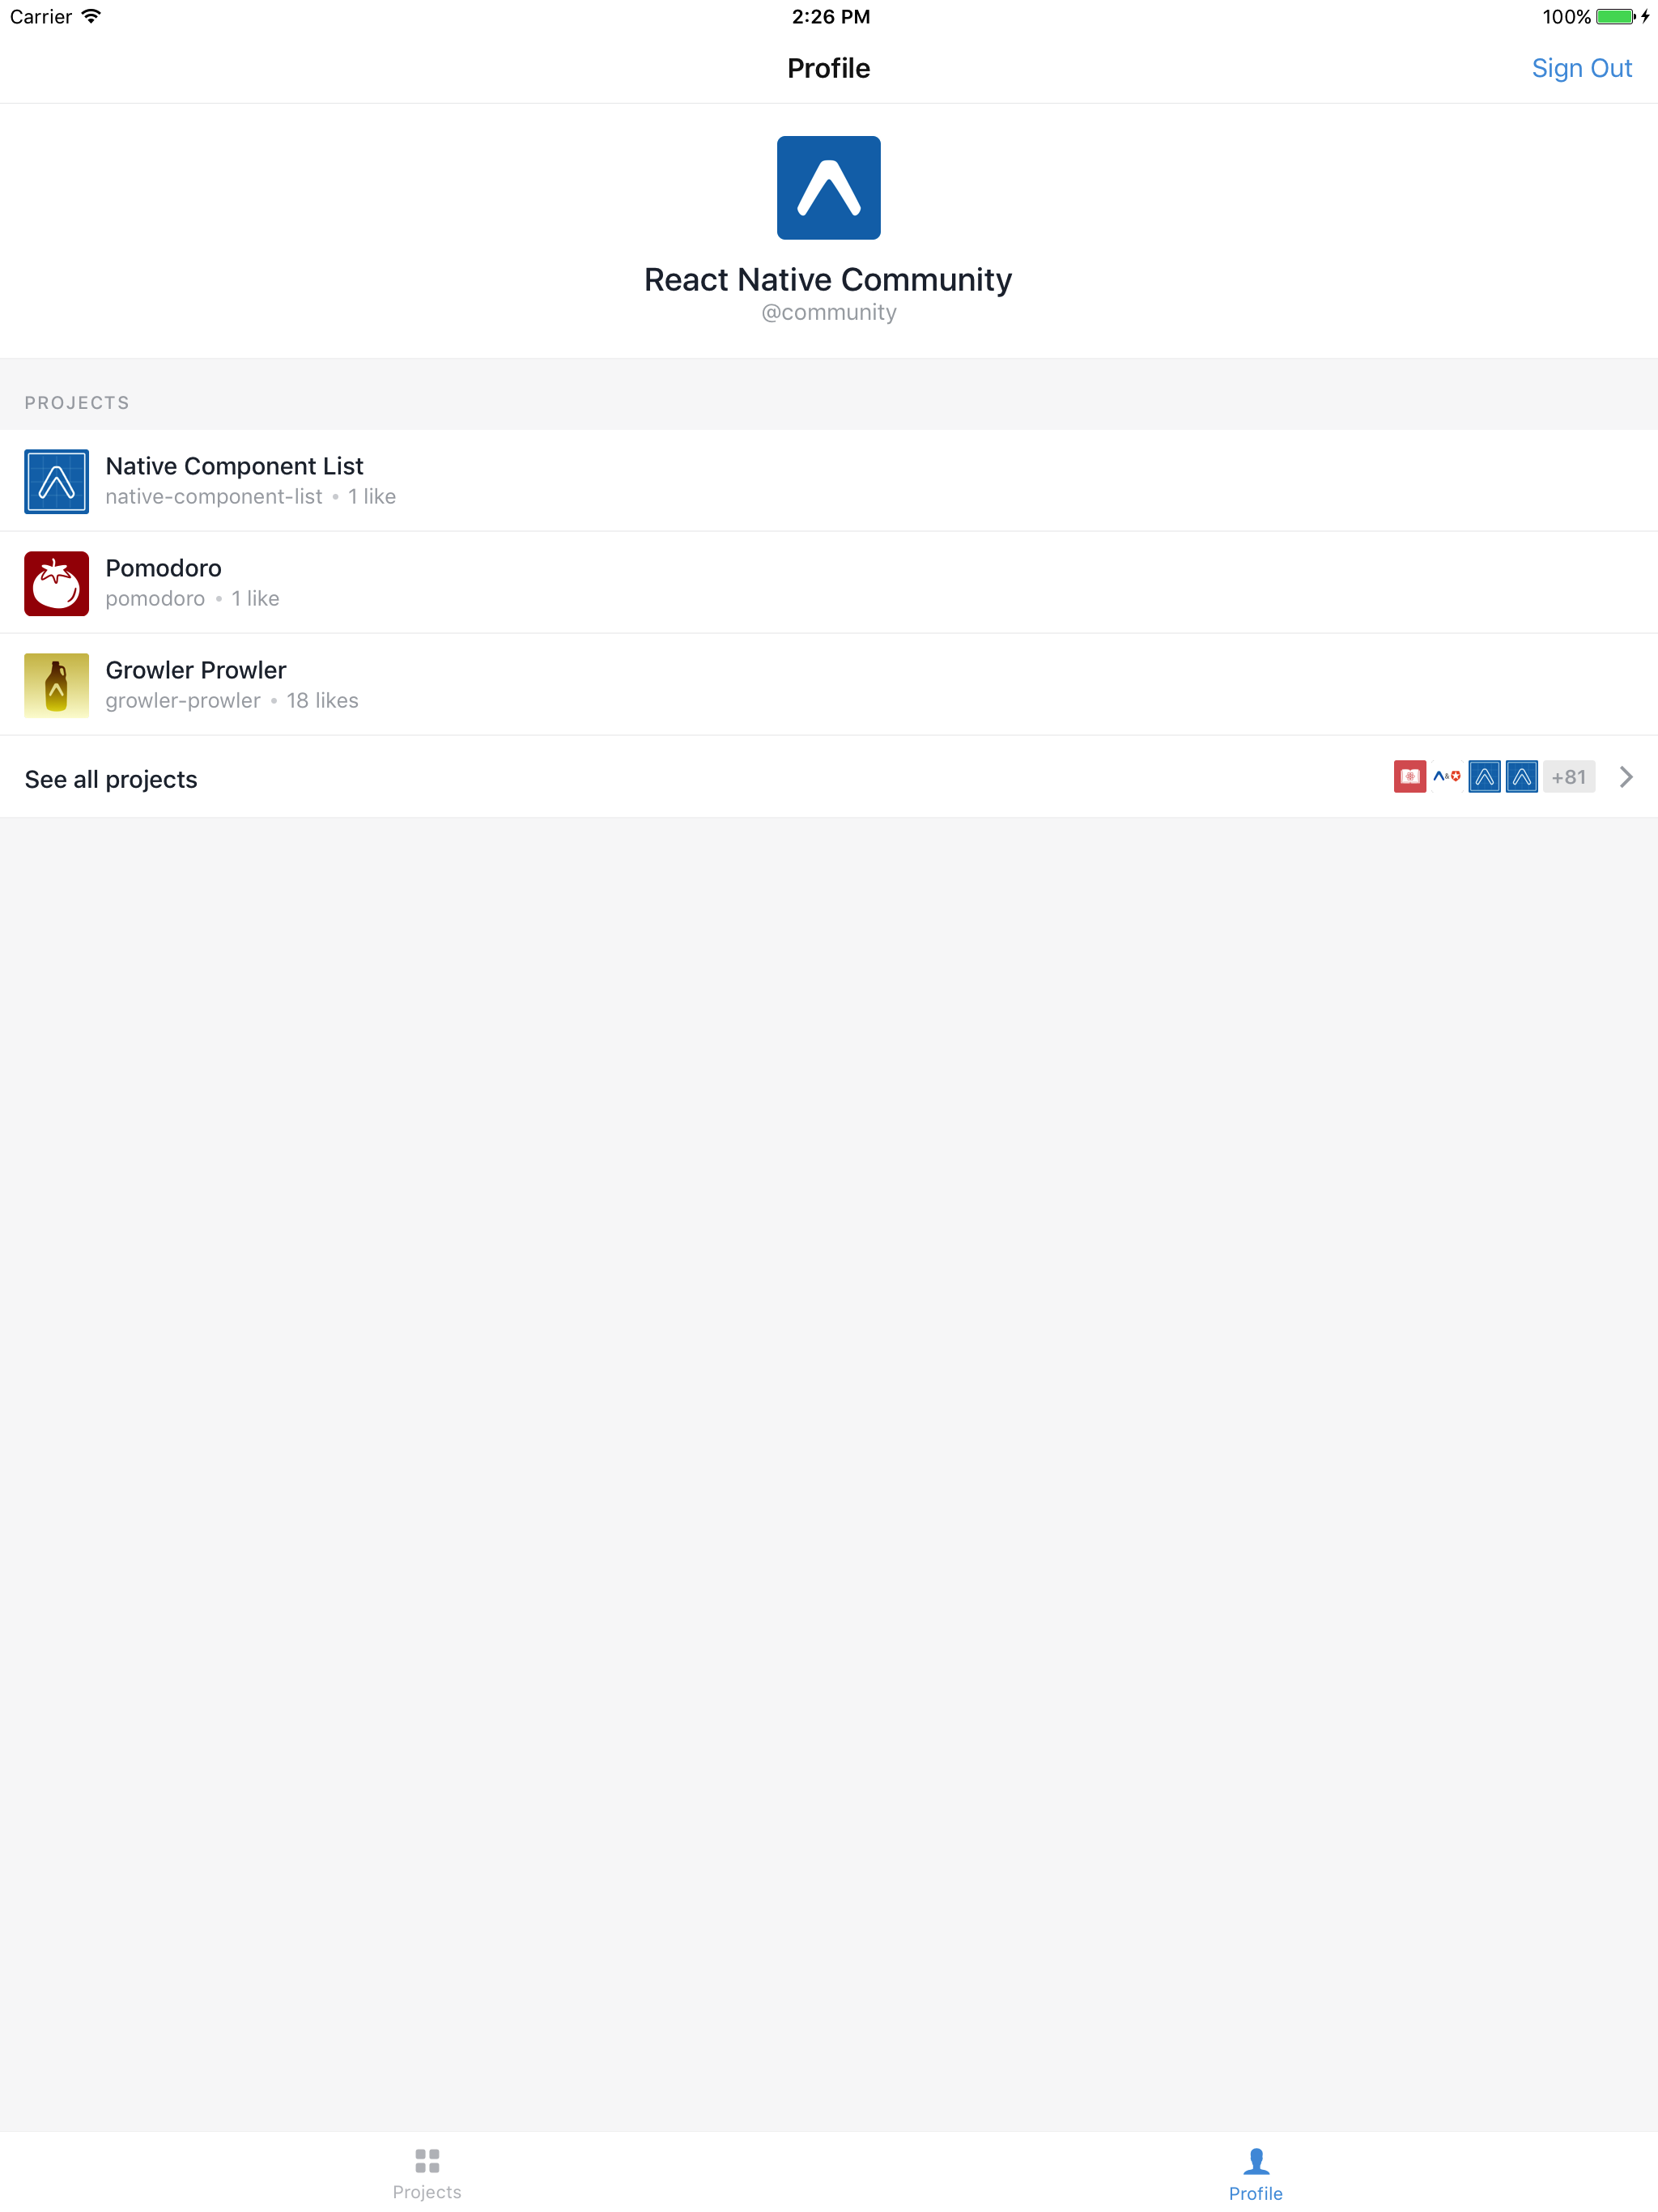 Carrier 2:26 PM 100%
Profile Sign Out
React Native Community
@community
PROJECTS
Native Component List
native-component-list • 1 like
Pomodoro
pomodoro • 1 like
Growler Prowler
growler-prowler • 18 likes
See all projects & +81
Projects Profile